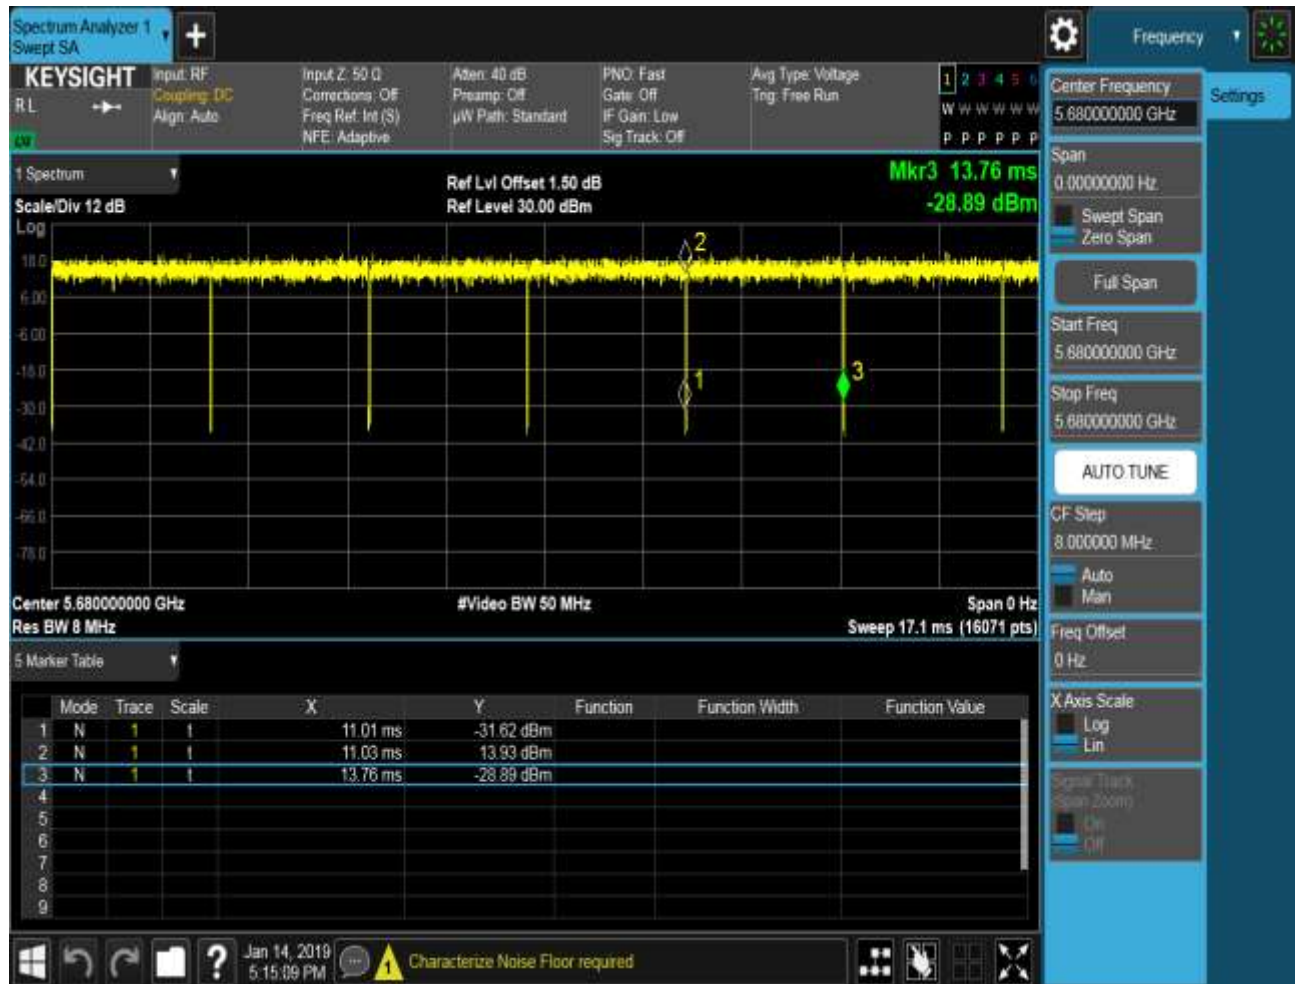 Spectrum Analyzer 1
Swept SA
+
Frequency
KEYSIGHT
RL
Input: RF
Coupling: DC
Align: Auto
Input Z: 50 Ω
Corrections: Off
Freq Ref: Int (S)
NFE: Adaptive
Atten: 40 dB
Preamp: Off
µW Path: Standard
PNO: Fast
Gate: Off
IF Gain: Low
Sig Track: Off
Avg Type: Voltage
Trig: Free Run
1 2 3 4 5 6
W W W W W W
P P P P P P
1 Spectrum
Scale/Div 12 dB
Ref Lvl Offset 1.50 dB
Ref Level 30.00 dBm
Mkr3 13.76 ms
-28.89 dBm
Log
18.0
6.00
-6.00
-18.0
-30.0
-42.0
-54.0
-66.0
-78.0
2
1
3
Center 5.680000000 GHz
Res BW 8 MHz
#Video BW 50 MHz
Span 0 Hz
Sweep 17.1 ms (16071 pts)
5 Marker Table
Mode Trace Scale X Y Function Function Width Function Value
1 N 1 t 11.01 ms -31.62 dBm
2 N 1 t 11.03 ms 13.93 dBm
3 N 1 t 13.76 ms -28.89 dBm
4
5
6
7
8
9
Center Frequency
5.680000000 GHz
Settings
Span
0.00000000 Hz
Swept Span
Zero Span
Full Span
Start Freq
5.680000000 GHz
Stop Freq
5.680000000 GHz
AUTO TUNE
CF Step
8.000000 MHz
Auto
Man
Freq Offset
0 Hz
X Axis Scale
Log
Lin
Signal Track
(Span Zoom)
On
Off
?
Jan 14, 2019
5:15:09 PM
1
Characterize Noise Floor required